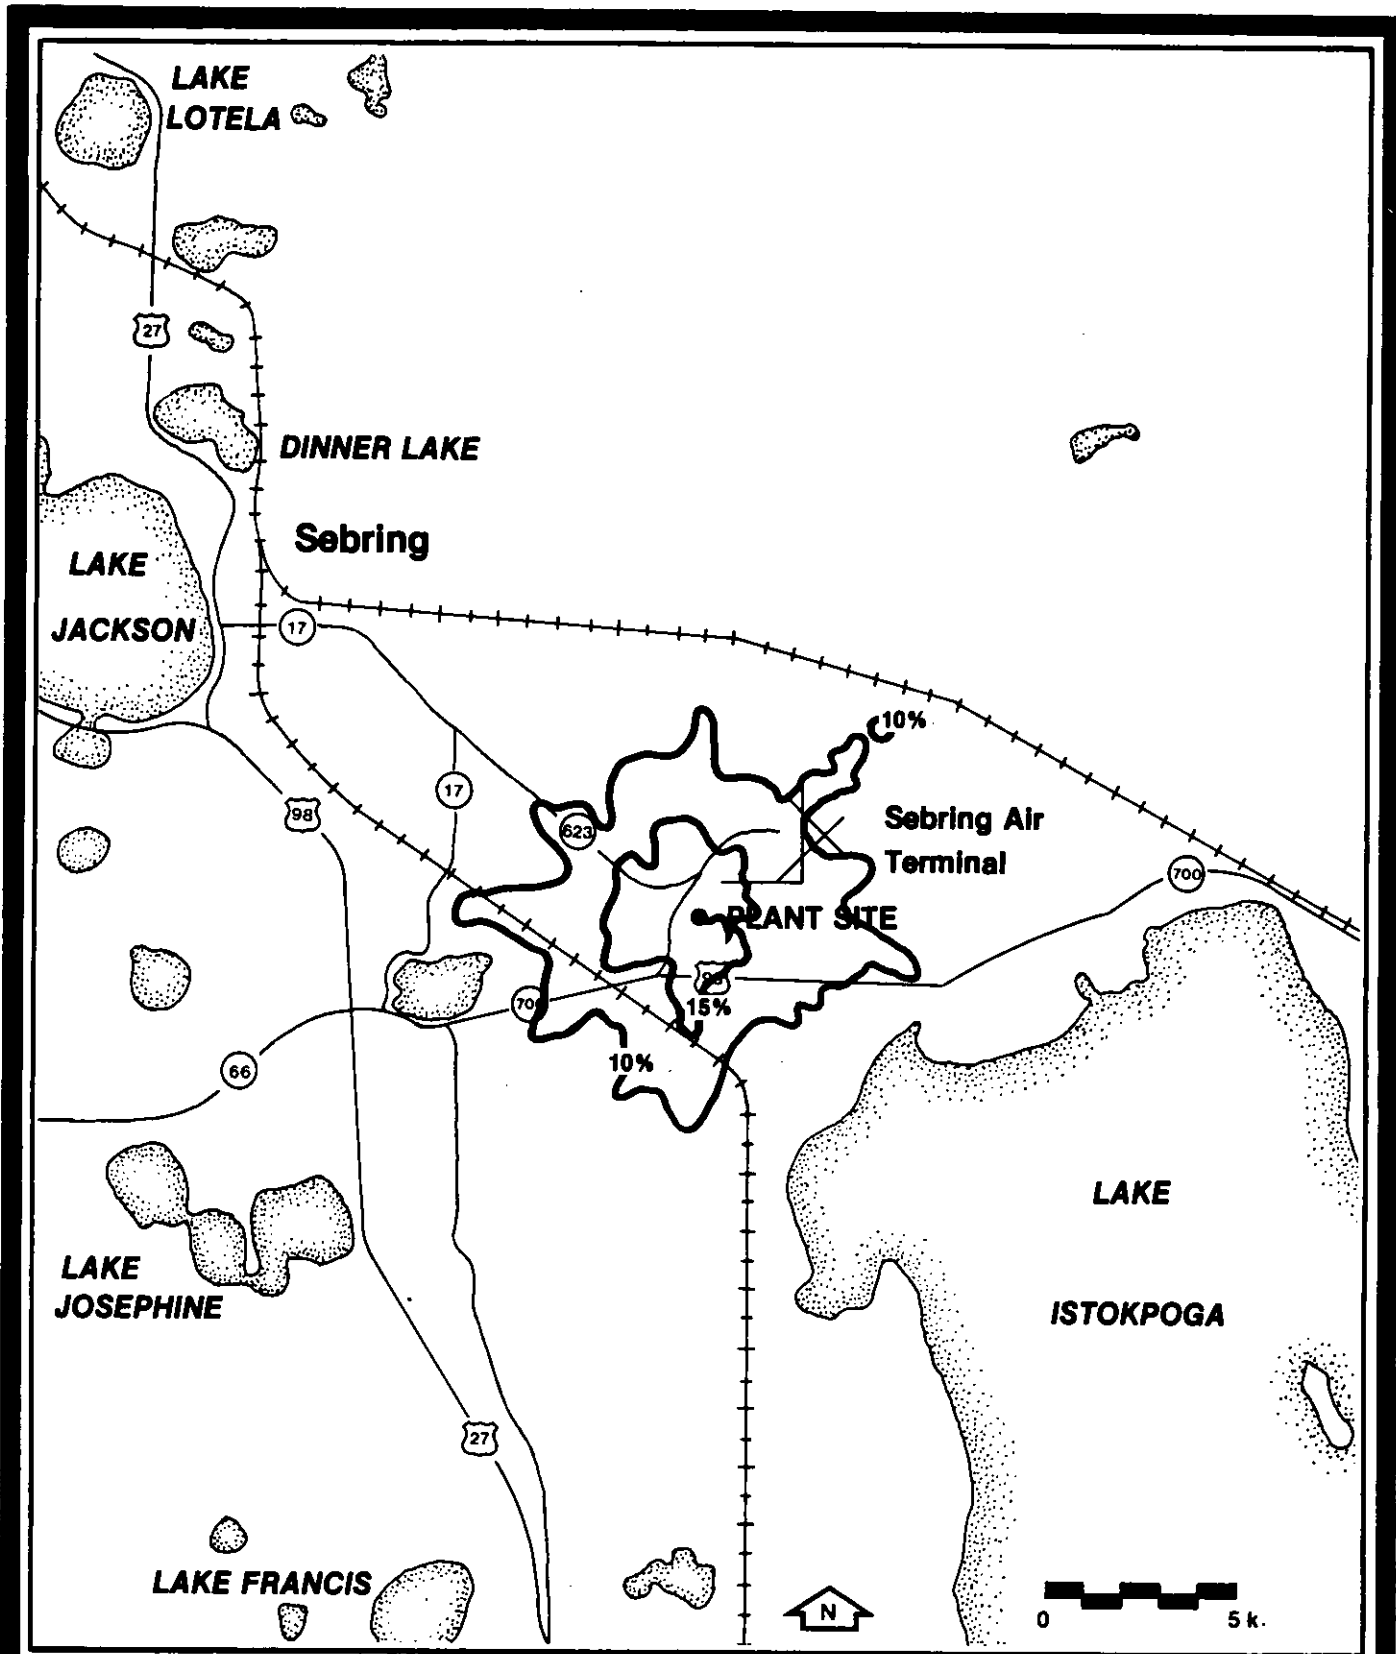 LAKE
LOTELA
27
DINNER LAKE
Sebring
LAKE
JACKSON
17
10%
17
98
623
Sebring Air
Terminal
700
PLANT SITE
700
15%
10%
66
LAKE
LAKE
JOSEPHINE
ISTOKPOGA
27
LAKE FRANCIS
N
0 5 k.